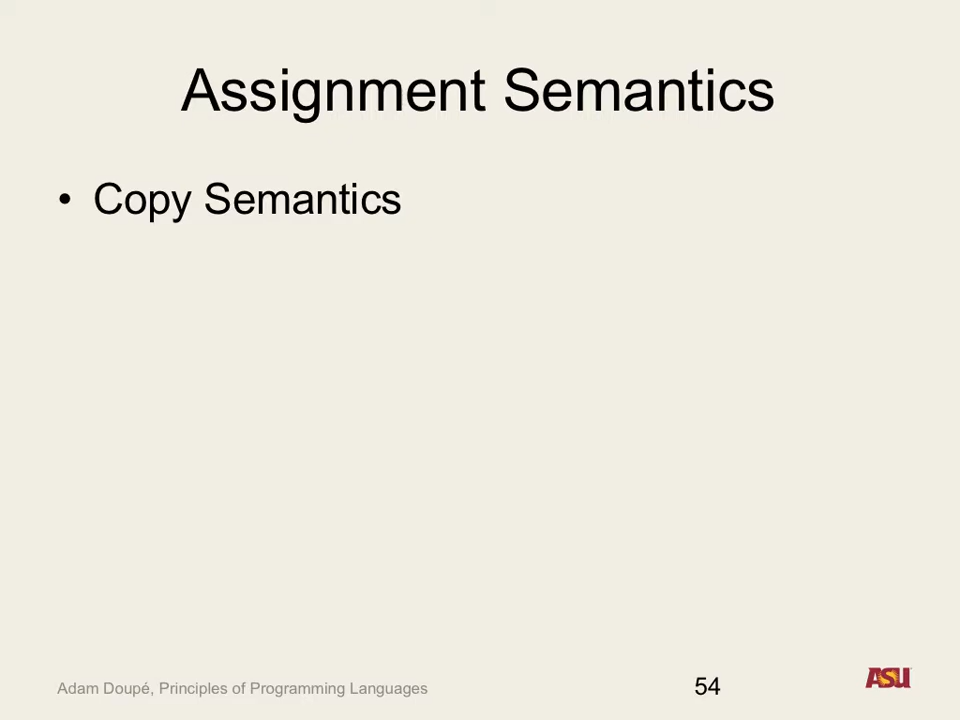 Assignment Semantics
• Copy Semantics
Adam Doupé, Principles of Programming Languages
54
ASU